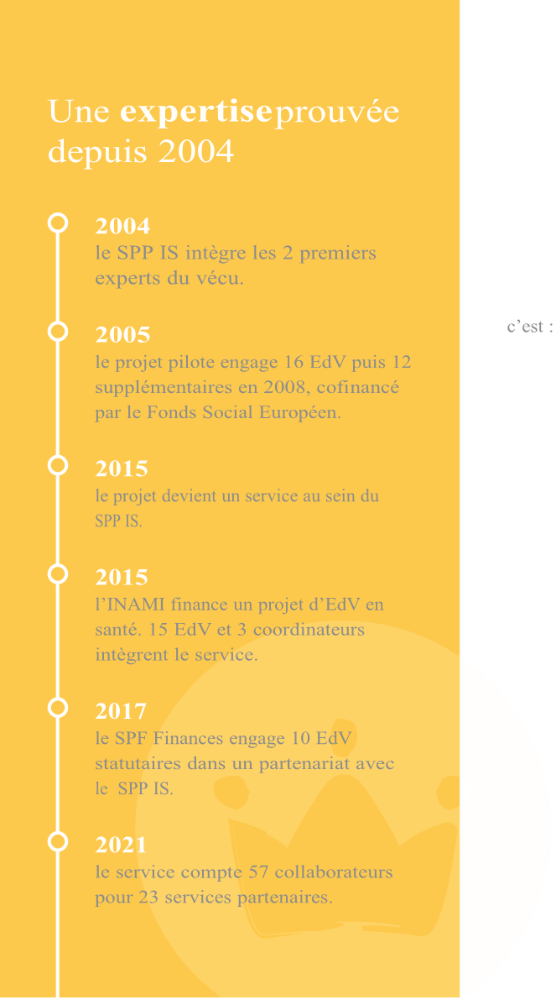 Une expertiseprouvée
depuis 2004
2004
le SPP IS intègre les 2 premiers
experts du vécu.
2005
le projet pilote engage 16 EdV puis 12
supplémentaires en 2008, cofinancé
par le Fonds Social Européen.
2015
le projet devient un service au sein du
SPP IS.
2015
l’INAMI finance un projet d’EdV en
santé. 15 EdV et 3 coordinateurs
intègrent le service.
2017
le SPF Finances engage 10 EdV
statutaires dans un partenariat avec
le SPP IS.
2021
le service compte 57 collaborateurs
pour 23 services partenaires.
c’est :